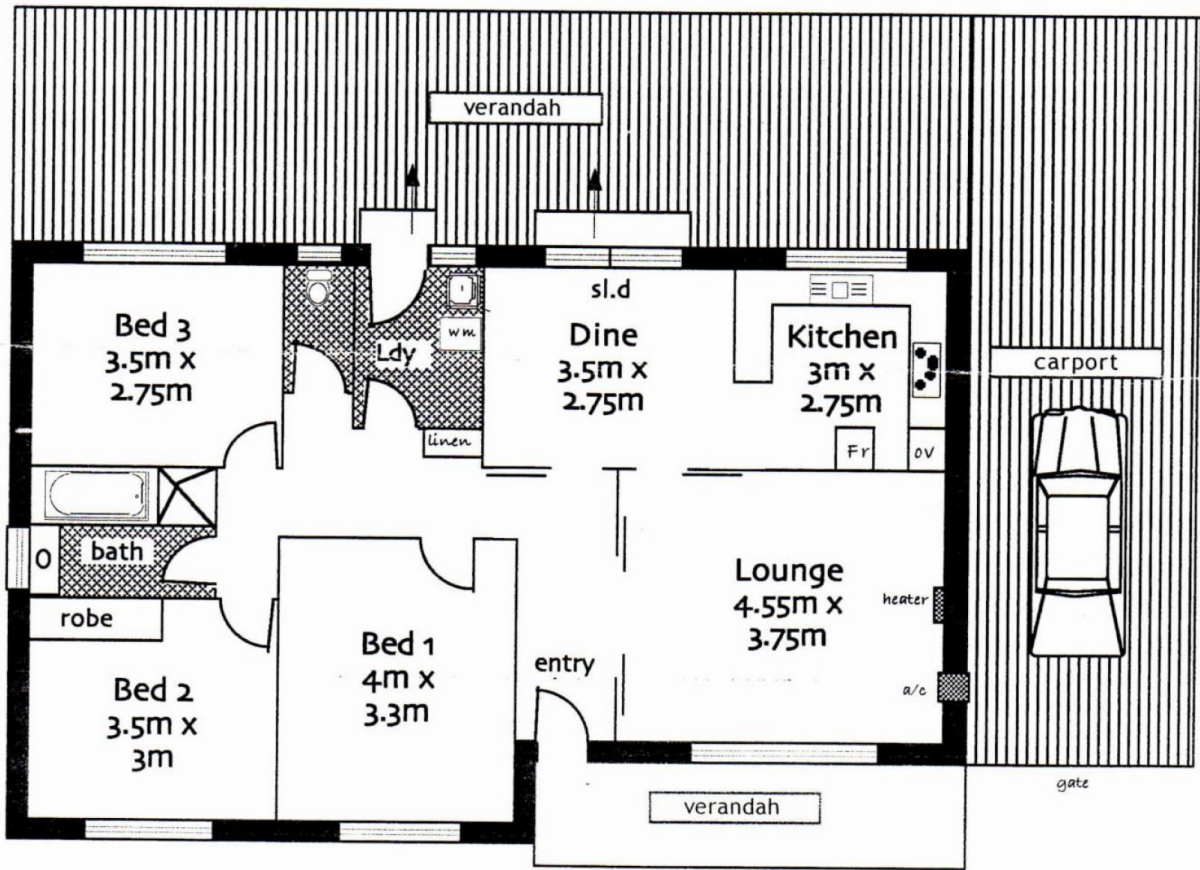 verandah
sl.d
Bed 3
3.5m x
2.75m
wm
Ldy
Dine
3.5m x
2.75m
Kitchen
3m x
2.75m
carport
linen
Fr
ov
bath
robe
Lounge
4.55m x
3.75m
heater
Bed 1
4m x
3.3m
entry
Bed 2
3.5m x
3m
a/c
gate
verandah